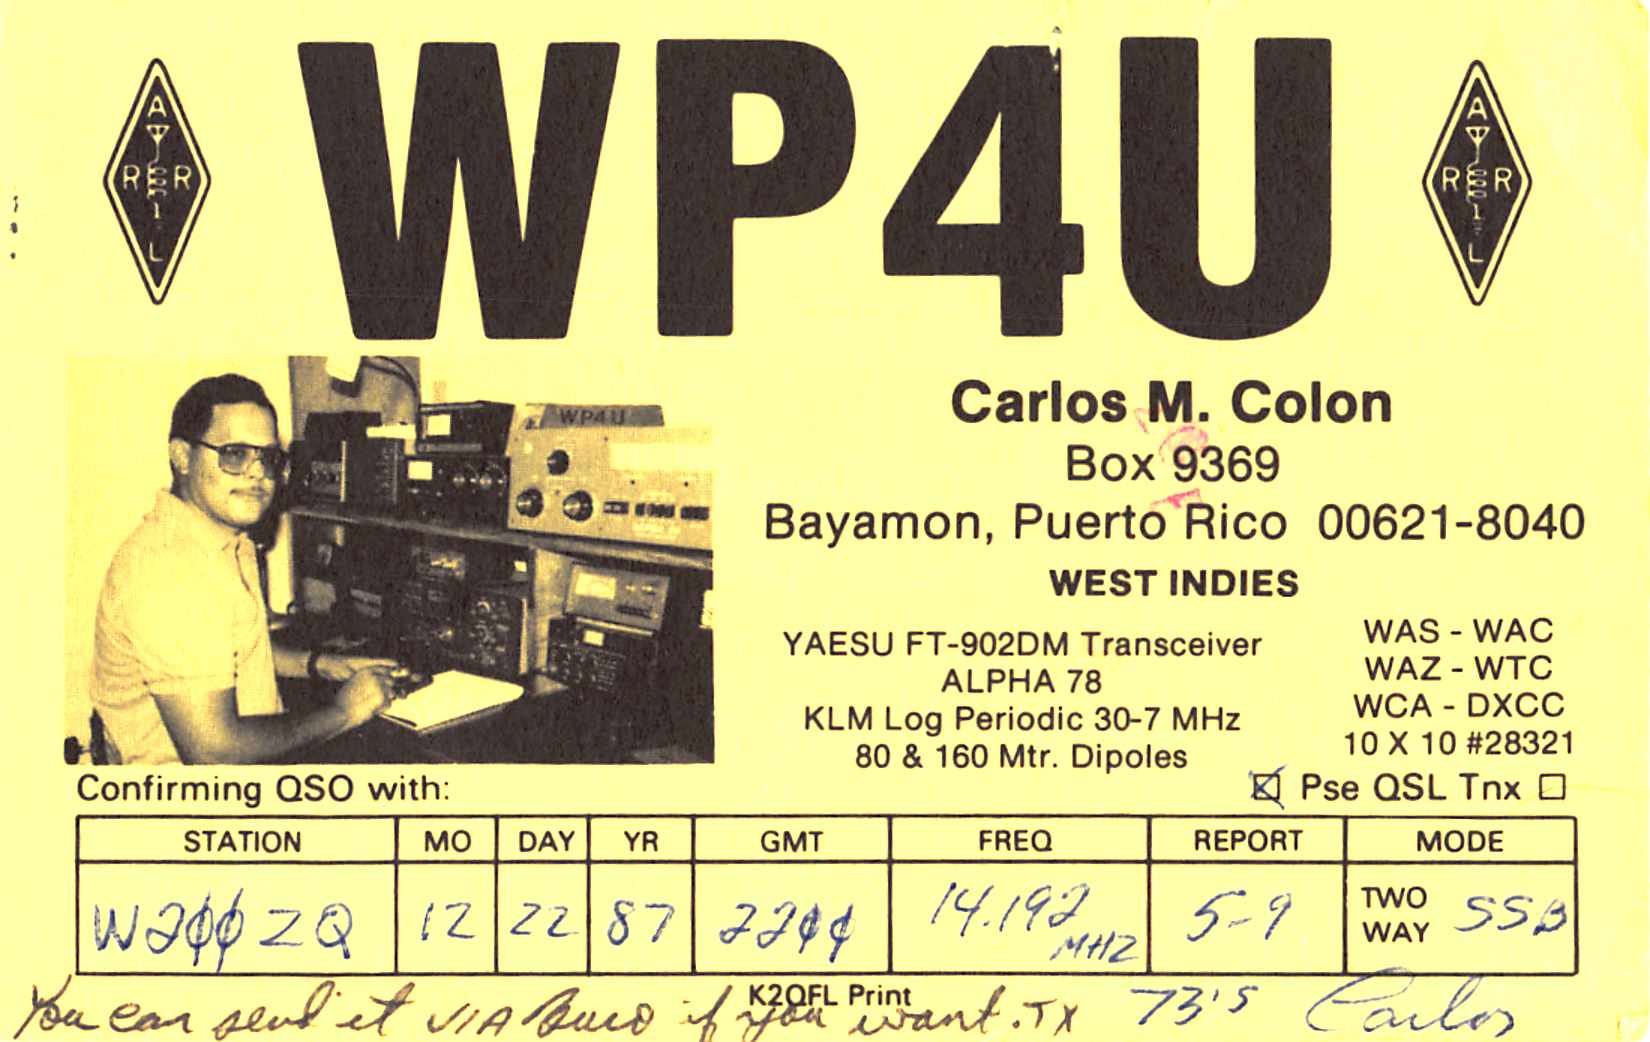 WP4U
A R R L
A R R L
WP4U
Carlos M. Colon
Box 9369
Bayamon, Puerto Rico 00621-8040
WEST INDIES
YAESU FT-902DM Transceiver
ALPHA 78
KLM Log Periodic 30-7 MHz
80 & 160 Mtr. Dipoles
WAS - WAC
WAZ - WTC
WCA - DXCC
10 X 10 #28321
Confirming QSO with:
☒ Pse QSL Tnx ☐
STATION MO DAY YR GMT FREQ REPORT MODE
W2ØØZQ 12 22 87 22ØØ 14.192 MHZ 5-9 TWO WAY SSB
K2QFL Print
You can send it VIA Buro if you want. TX 73's Carlos